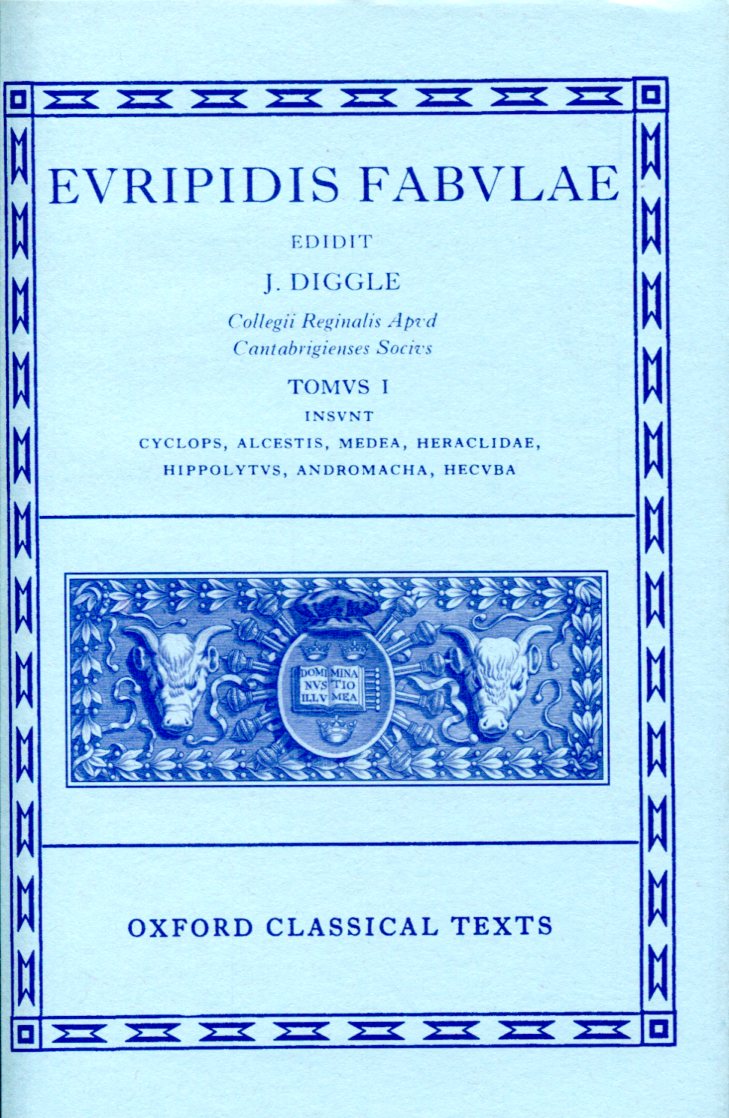 EVRIPIDIS FABVLAE
EDIDIT
J. DIGGLE
Collegii Reginalis Apvd
Cantabrigienses Socivs
TOMVS I
INSVNT
CYCLOPS, ALCESTIS, MEDEA, HERACLIDAE,
HIPPOLYTVS, ANDROMACHA, HECVBA
DOMI MINA
NVS TIO
ILLV MEA
OXFORD CLASSICAL TEXTS